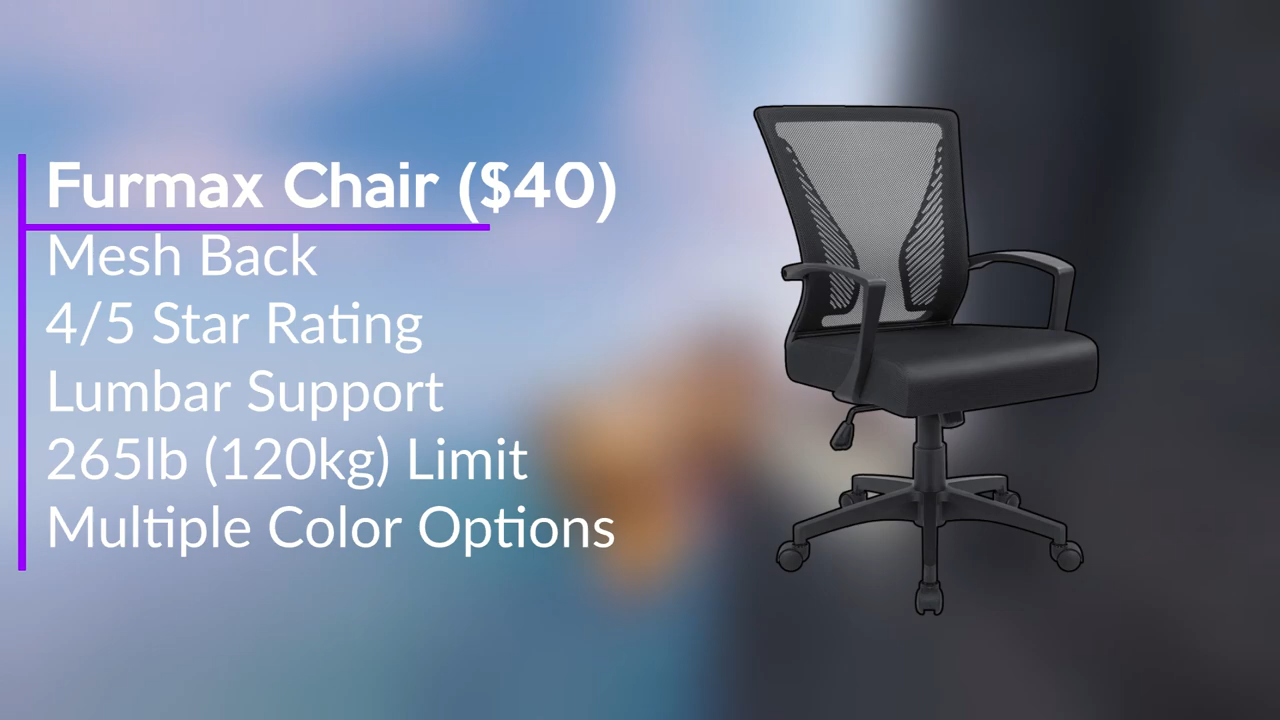 Furmax Chair ($40)
Mesh Back
4/5 Star Rating
Lumbar Support
265lb (120kg) Limit
Multiple Color Options